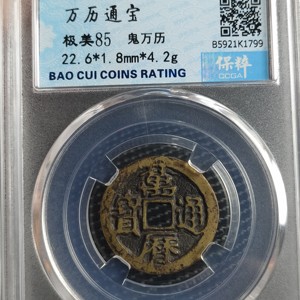 万历通宝
极美85 鬼万历
22.6*1.8mm*4.2g
BAO CUI COINS RATING
B5921K1799
保粹
GCGA
萬曆通寶